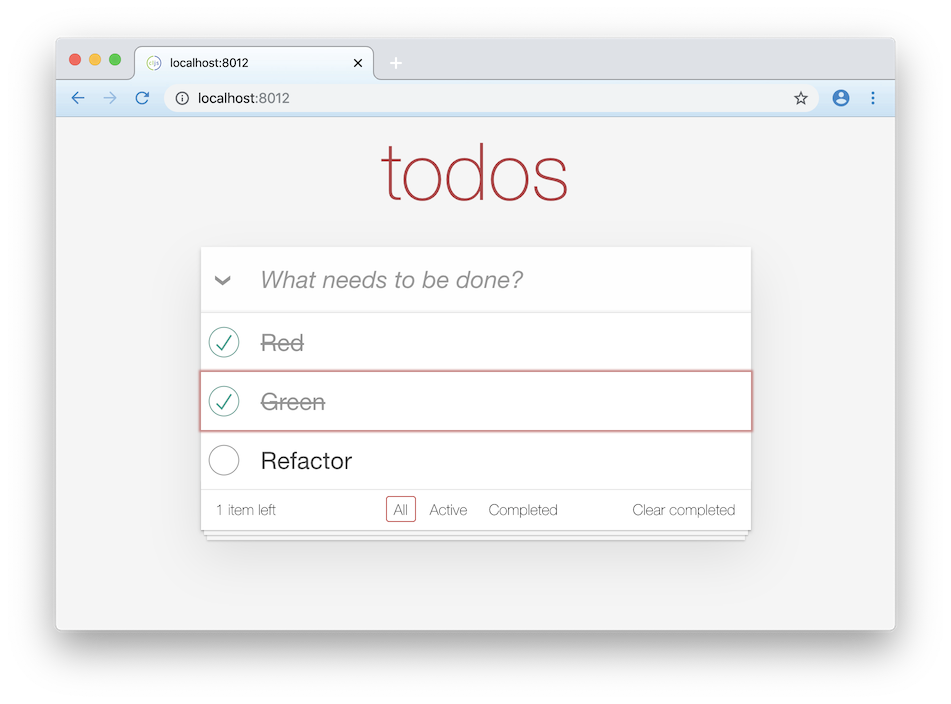 cljs localhost:8012
localhost:8012
todos
What needs to be done?
Red
Green
Refactor
1 item left All Active Completed Clear completed